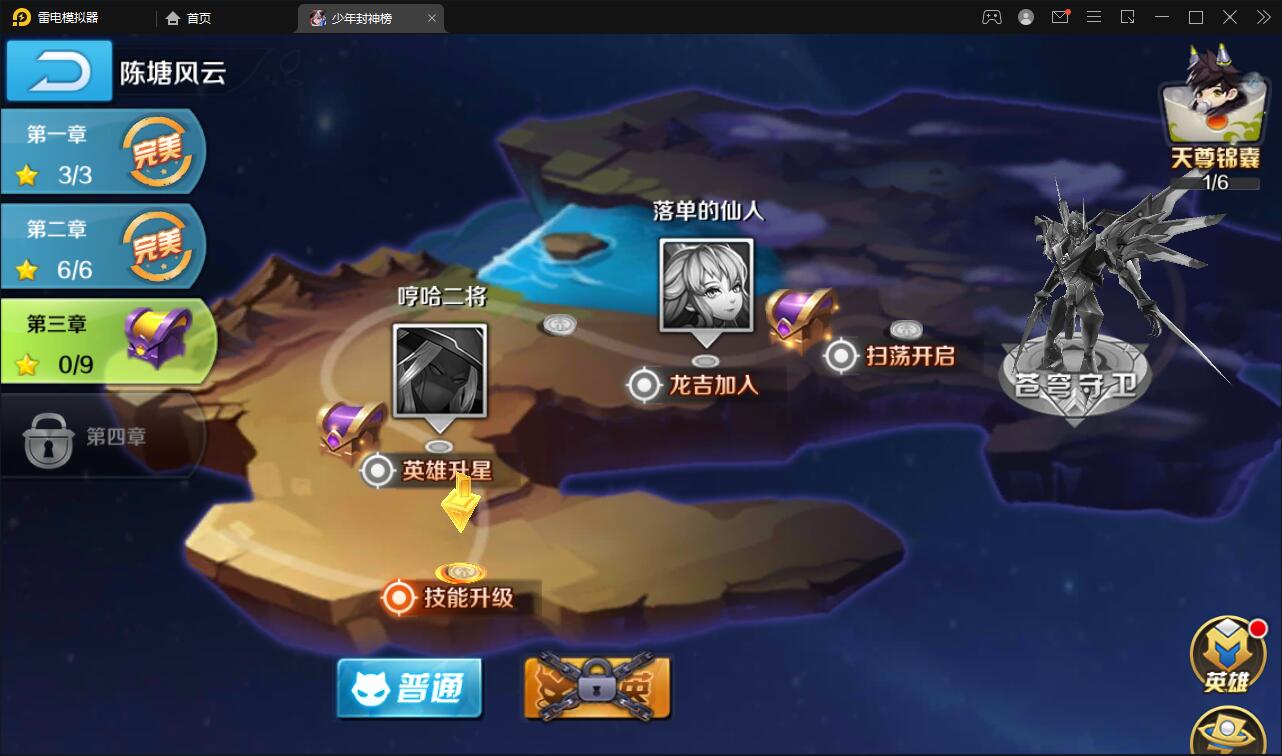 雷电模拟器
首页
少年封神榜
陈塘风云
第一章
完美
3/3
第二章
完美
6/6
第三章
0/9
第四章
天尊锦囊
1/6
落单的仙人
哼哈二将
扫荡开启
龙吉加入
苍穹守卫
英雄升星
技能升级
普通
英
英雄